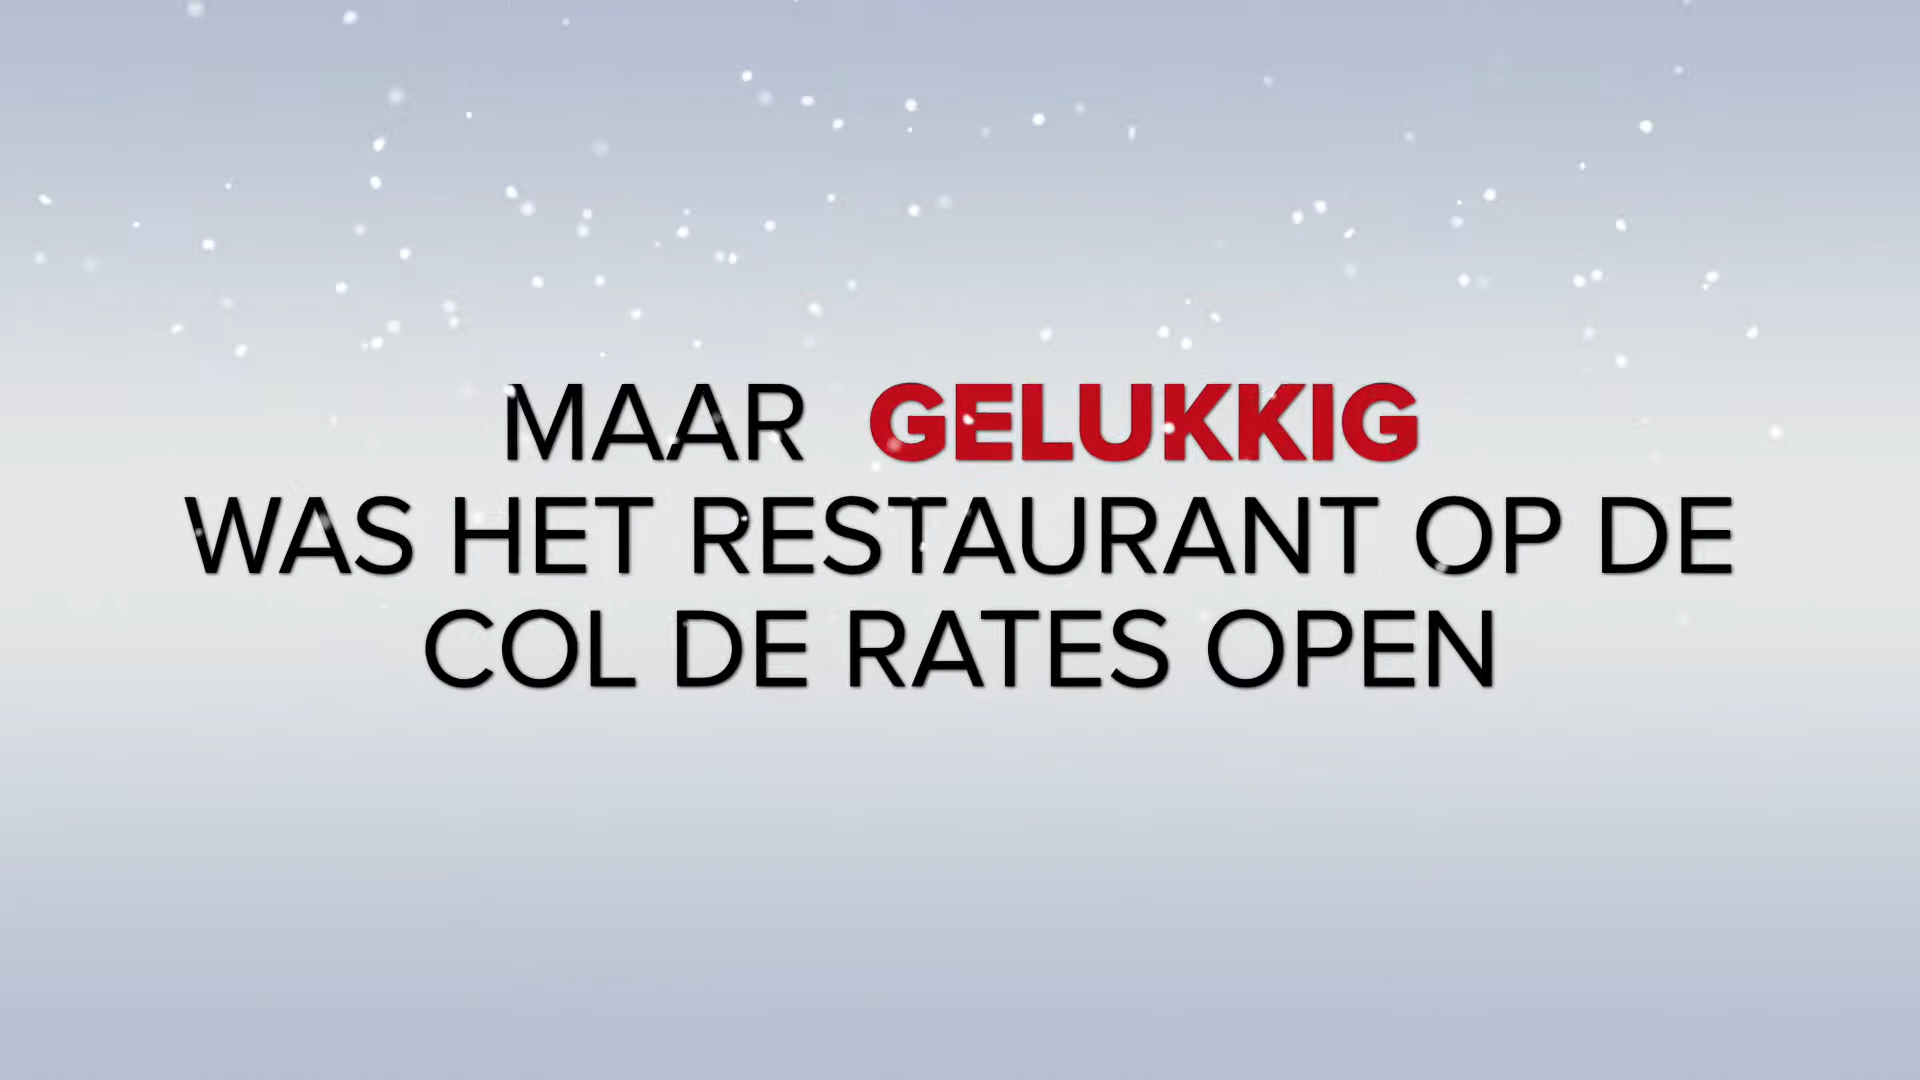 MAAR GELUKKIG
WAS HET RESTAURANT OP DE
COL DE RATES OPEN